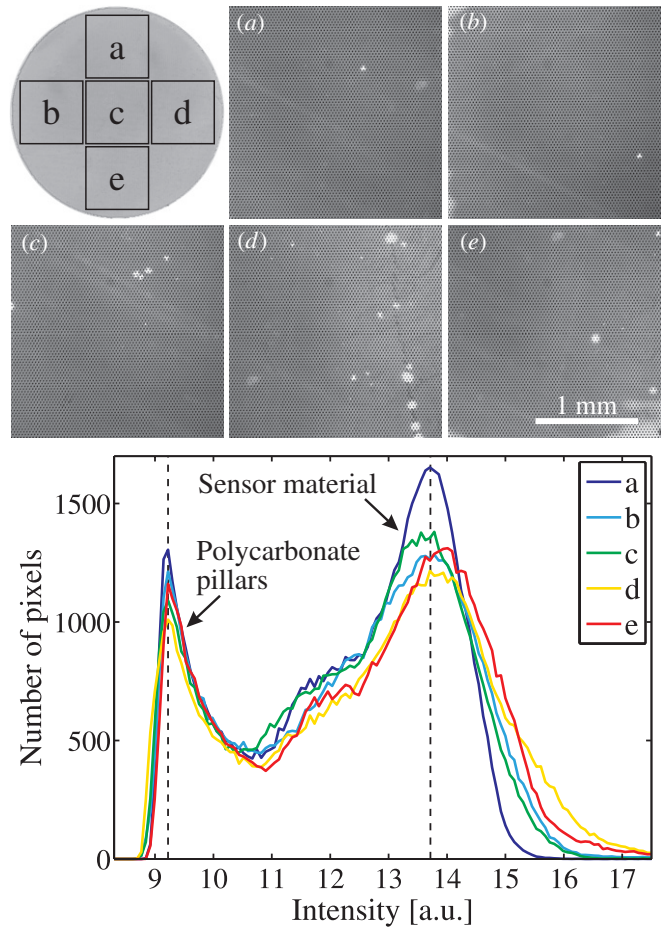 a
b c d
e
(a)
(b)
(c)
(d)
(e)
1 mm
1500
1000
500
0
Number of pixels
Sensor material
Polycarbonate
pillars
a
b
c
d
e
9 10 11 12 13 14 15 16 17
Intensity [a.u.]